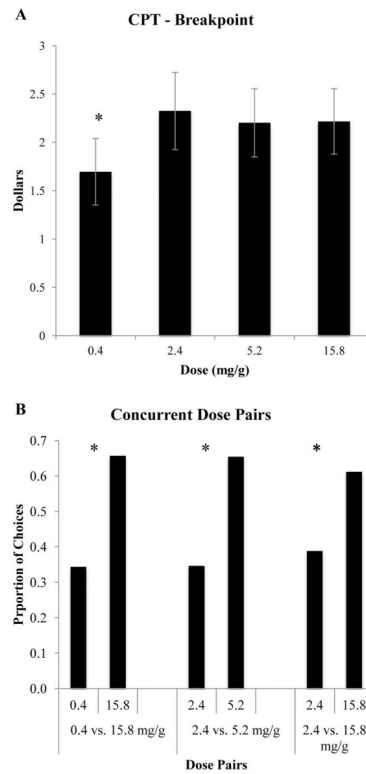 A
CPT - Breakpoint
3
2.5
2
1.5
1
0.5
0
*
Dollars
0.4 2.4 5.2 15.8
Dose (mg/g)
B
Concurrent Dose Pairs
0.7
0.6
0.5
0.4
0.3
0.2
0.1
0.0
* * *
Prportion of Choices
0.4 15.8 2.4 5.2 2.4 15.8
0.4 vs. 15.8 mg/g 2.4 vs. 5.2 mg/g 2.4 vs. 15.8
mg/g
Dose Pairs